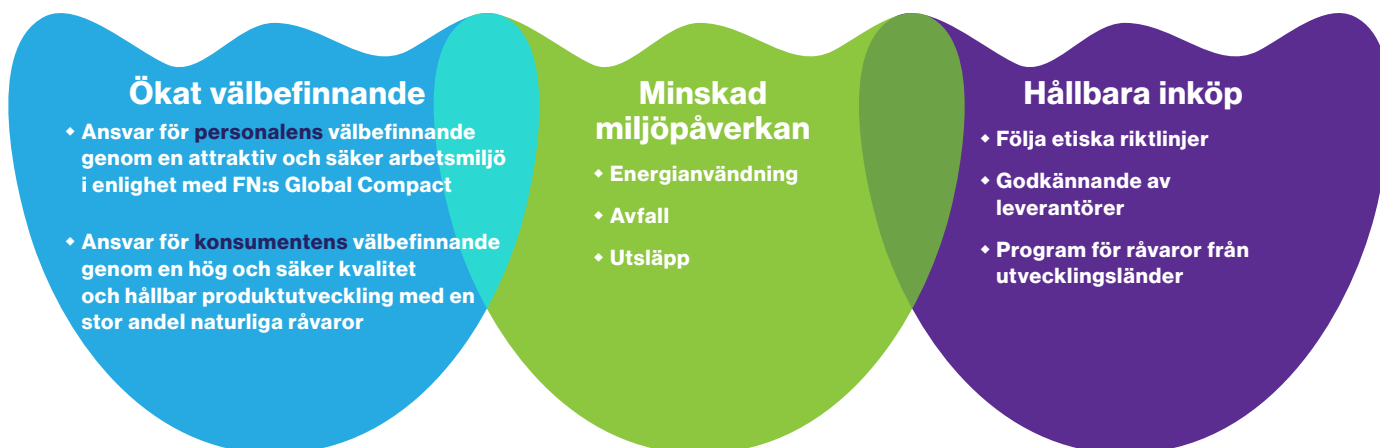 Ökat välbefinnande
◆ Ansvar för personalens välbefinnande
genom en attraktiv och säker arbetsmiljö
i enlighet med FN:s Global Compact
◆ Ansvar för konsumentens välbefinnande
genom en hög och säker kvalitet
och hållbar produktutveckling med en
stor andel naturliga råvaror
Minskad
miljöpåverkan
◆ Energianvändning
◆ Avfall
◆ Utsläpp
Hållbara inköp
◆ Följa etiska riktlinjer
◆ Godkännande av
leverantörer
◆ Program för råvaror från
utvecklingsländer